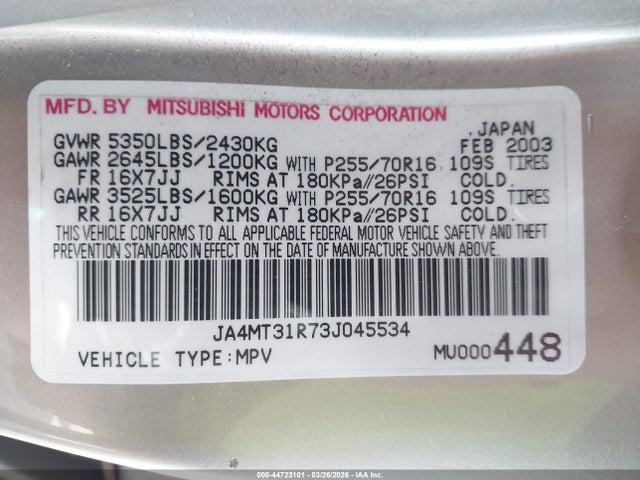 MFD. BY MITSUBISHI MOTORS CORPORATION
, JAPAN
GVWR 5350LBS/2430KG FEB 2003
GAWR 2645LBS/1200KG WITH P255/70R16 109S TIRES
FR 16X7JJ RIMS AT 180KPa//26PSI COLD.
GAWR 3525LBS/1600KG WITH P255/70R16 109S TIRES
RR 16X7JJ RIMS AT 180KPa//26PSI COLD.
THIS VEHICLE CONFORMS TO ALL APPLICABLE FEDERAL MOTOR VEHICLE SAFETY AND THEFT
PREVENTION STANDARDS IN EFFECT ON THE DATE OF MANUFACTURE SHOWN ABOVE.
JA4MT31R73J045534
VEHICLE TYPE:MPV MU000448
000-44723101 | 03/26/2026 | IAA Inc.